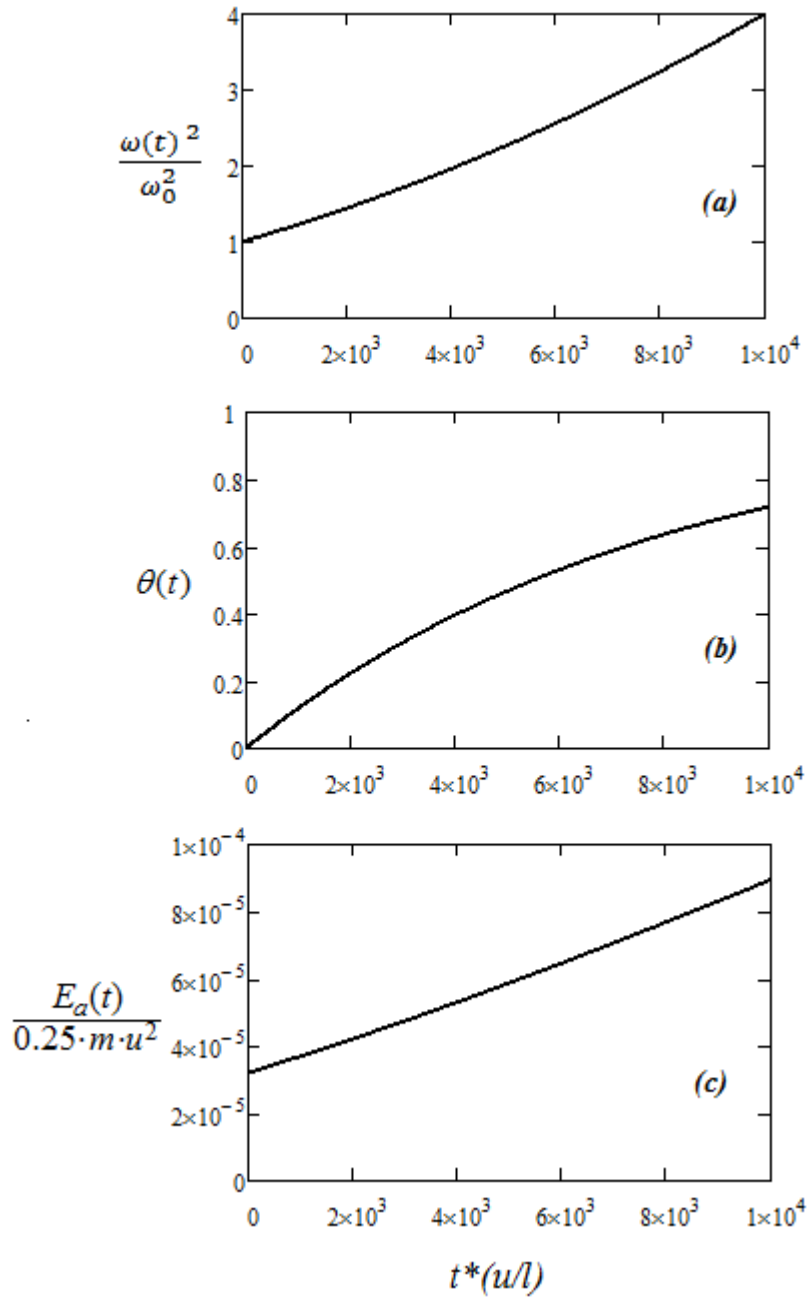 4
3
ω(t)²
ω₀²
2
(a)
1
0
0 2×10³ 4×10³ 6×10³ 8×10³ 1×10⁴
1
0.8
0.6
θ(t)
0.4
(b)
0.2
0
0 2×10³ 4×10³ 6×10³ 8×10³ 1×10⁴
1×10⁻⁴
8×10⁻⁵
6×10⁻⁵
Eₐ(t)
0.25·m·u²
4×10⁻⁵
(c)
2×10⁻⁵
0
0 2×10³ 4×10³ 6×10³ 8×10³ 1×10⁴
t*(u/l)